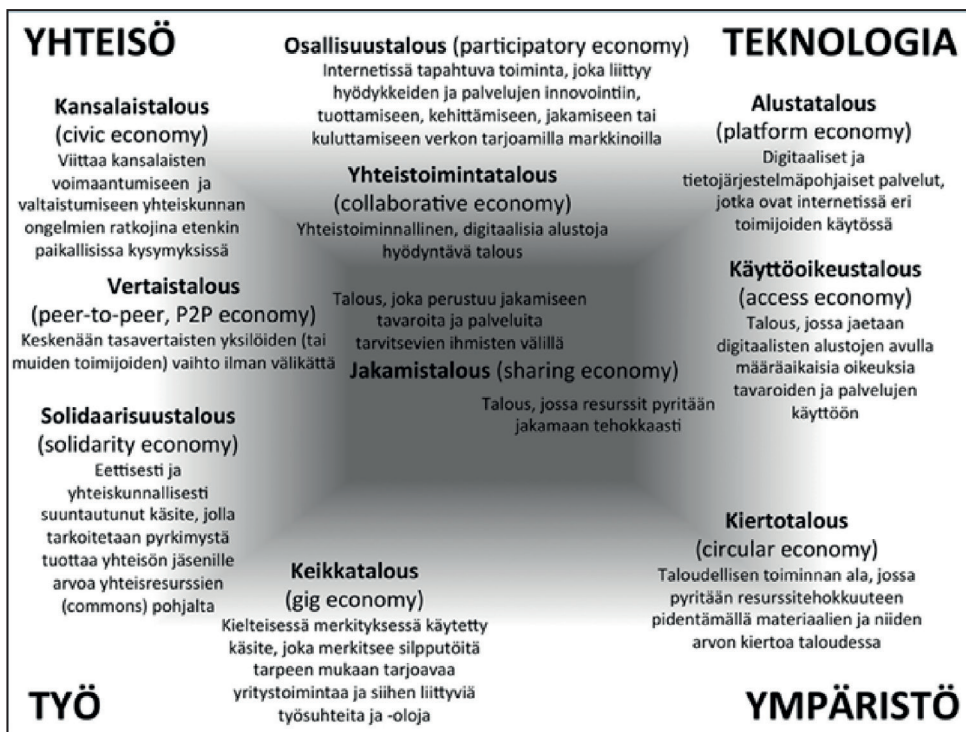 YHTEISÖ
Osallisuustalous (participatory economy)
Internetissä tapahtuva toiminta, joka liittyy
hyödykkeiden ja palvelujen innovointiin,
tuottamiseen, kehittämiseen, jakamiseen tai
kuluttamiseen verkon tarjoamilla markkinoilla
TEKNOLOGIA
Kansalaistalous
(civic economy)
Viittaa kansalaisten
voimaantumiseen ja
valtaistumiseen yhteiskunnan
ongelmien ratkojina etenkin
paikallisissa kysymyksissä
Yhteistoimintatalous
(collaborative economy)
Yhteistoiminnallinen, digitaalisia alustoja
hyödyntävä talous
Alustatalous
(platform economy)
Digitaaliset ja
tietojärjestelmäpohjaiset palvelut,
jotka ovat internetissä eri
toimijoiden käytössä
Vertaistalous
(peer-to-peer, P2P economy)
Keskenään tasavertaisten yksilöiden (tai
muiden toimijoiden) vaihto ilman välikättä
Talous, joka perustuu jakamiseen
tavaroita ja palveluita
tarvitsevien ihmisten välillä
Jakamistalous (sharing economy)
Talous, jossa resurssit pyritään
jakamaan tehokkaasti
Käyttöoikeustalous
(access economy)
Talous, jossa jaetaan
digitaalisten alustojen avulla
määräaikaisia oikeuksia
tavaroiden ja palvelujen
käyttöön
Solidaarisuustalous
(solidarity economy)
Eettisesti ja
yhteiskunnallisesti
suuntautunut käsite, jolla
tarkoitetaan pyrkimystä
tuottaa yhteisön jäsenille
arvoa yhteisresurssien
(commons) pohjalta
Keikkatalous
(gig economy)
Kielteisessä merkityksessä käytetty
käsite, joka merkitsee silpputöitä
tarpeen mukaan tarjoavaa
yritystoimintaa ja siihen liittyviä
työsuhteita ja -oloja
Kiertotalous
(circular economy)
Taloudellisen toiminnan ala, jossa
pyritään resurssitehokkuuteen
pidentämällä materiaalien ja niiden
arvon kiertoa taloudessa
TYÖ
YMPÄRISTÖ